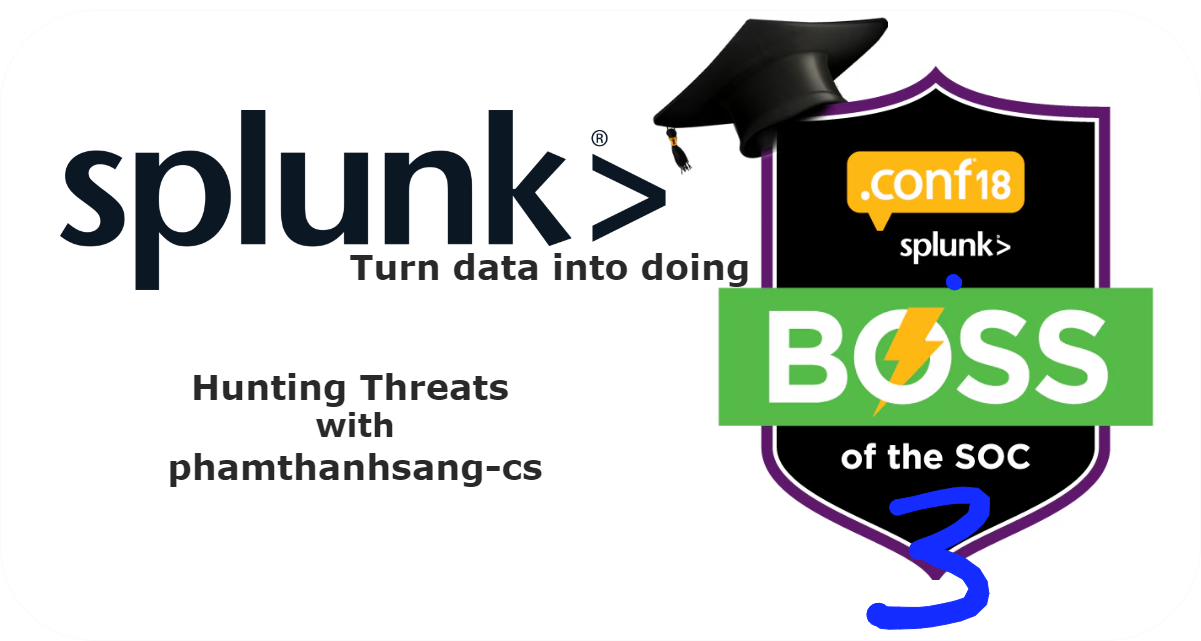 splunk>®
Turn data into doing
Hunting Threats
with
phamthanhsang-cs
.conf18
splunk>
BOSS
of the SOC
3